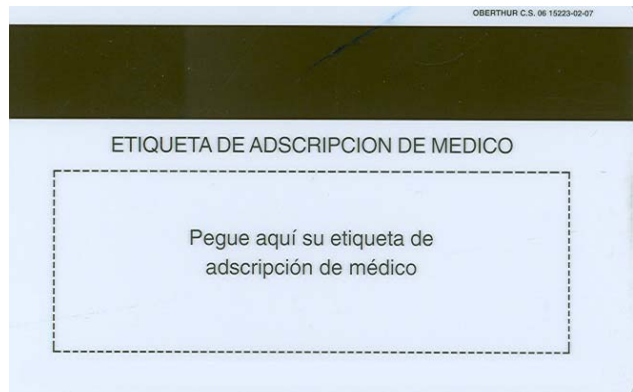 OBERTHUR C.S. 06 15223-02-07
ETIQUETA DE ADSCRIPCION DE MEDICO
Pegue aquí su etiqueta de
adscripción de médico